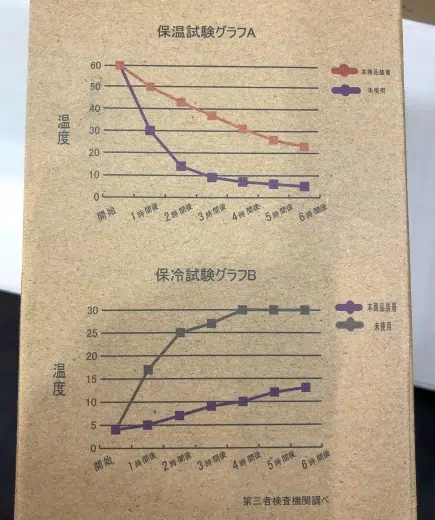 保温試験グラフA
60
50
40
30
20
10
0
温度
開始
1時間後
2時間後
3時間後
4時間後
5時間後
6時間後
本商品装着
未使用
保冷試験グラフB
30
25
20
15
10
5
0
温度
開始
1時間後
2時間後
3時間後
4時間後
5時間後
6時間後
本商品装着
未使用
第三者検査機関調べ